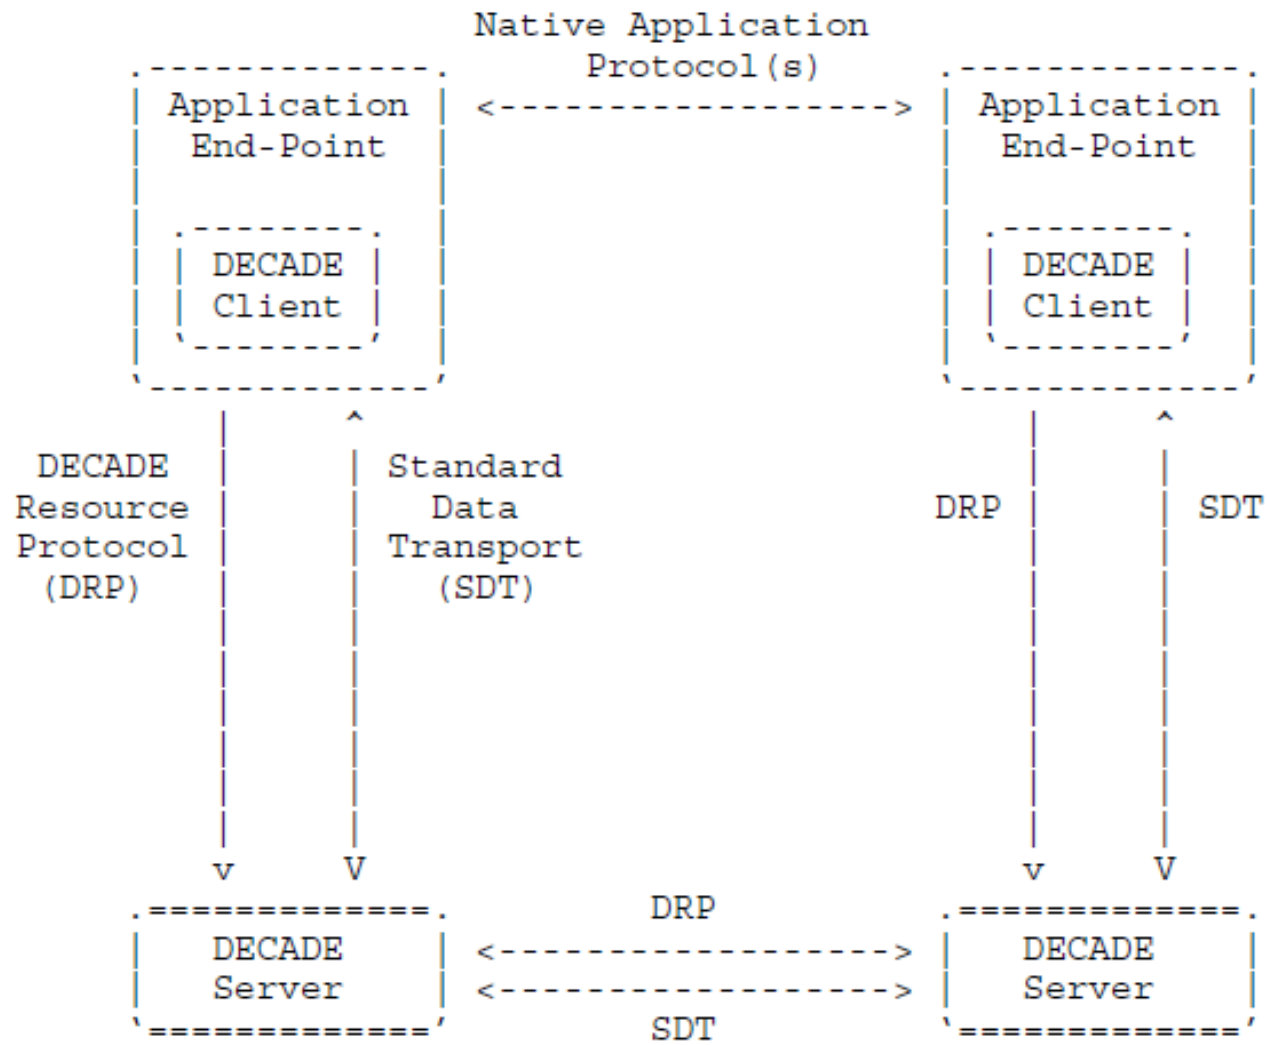 Native Application
Protocol(s)
Application
End-Point
DECADE
Client
Application
End-Point
DECADE
Client
DECADE
Resource
Protocol
(DRP)
Standard
Data
Transport
(SDT)
DRP
SDT
DECADE
Server
DRP
SDT
DECADE
Server